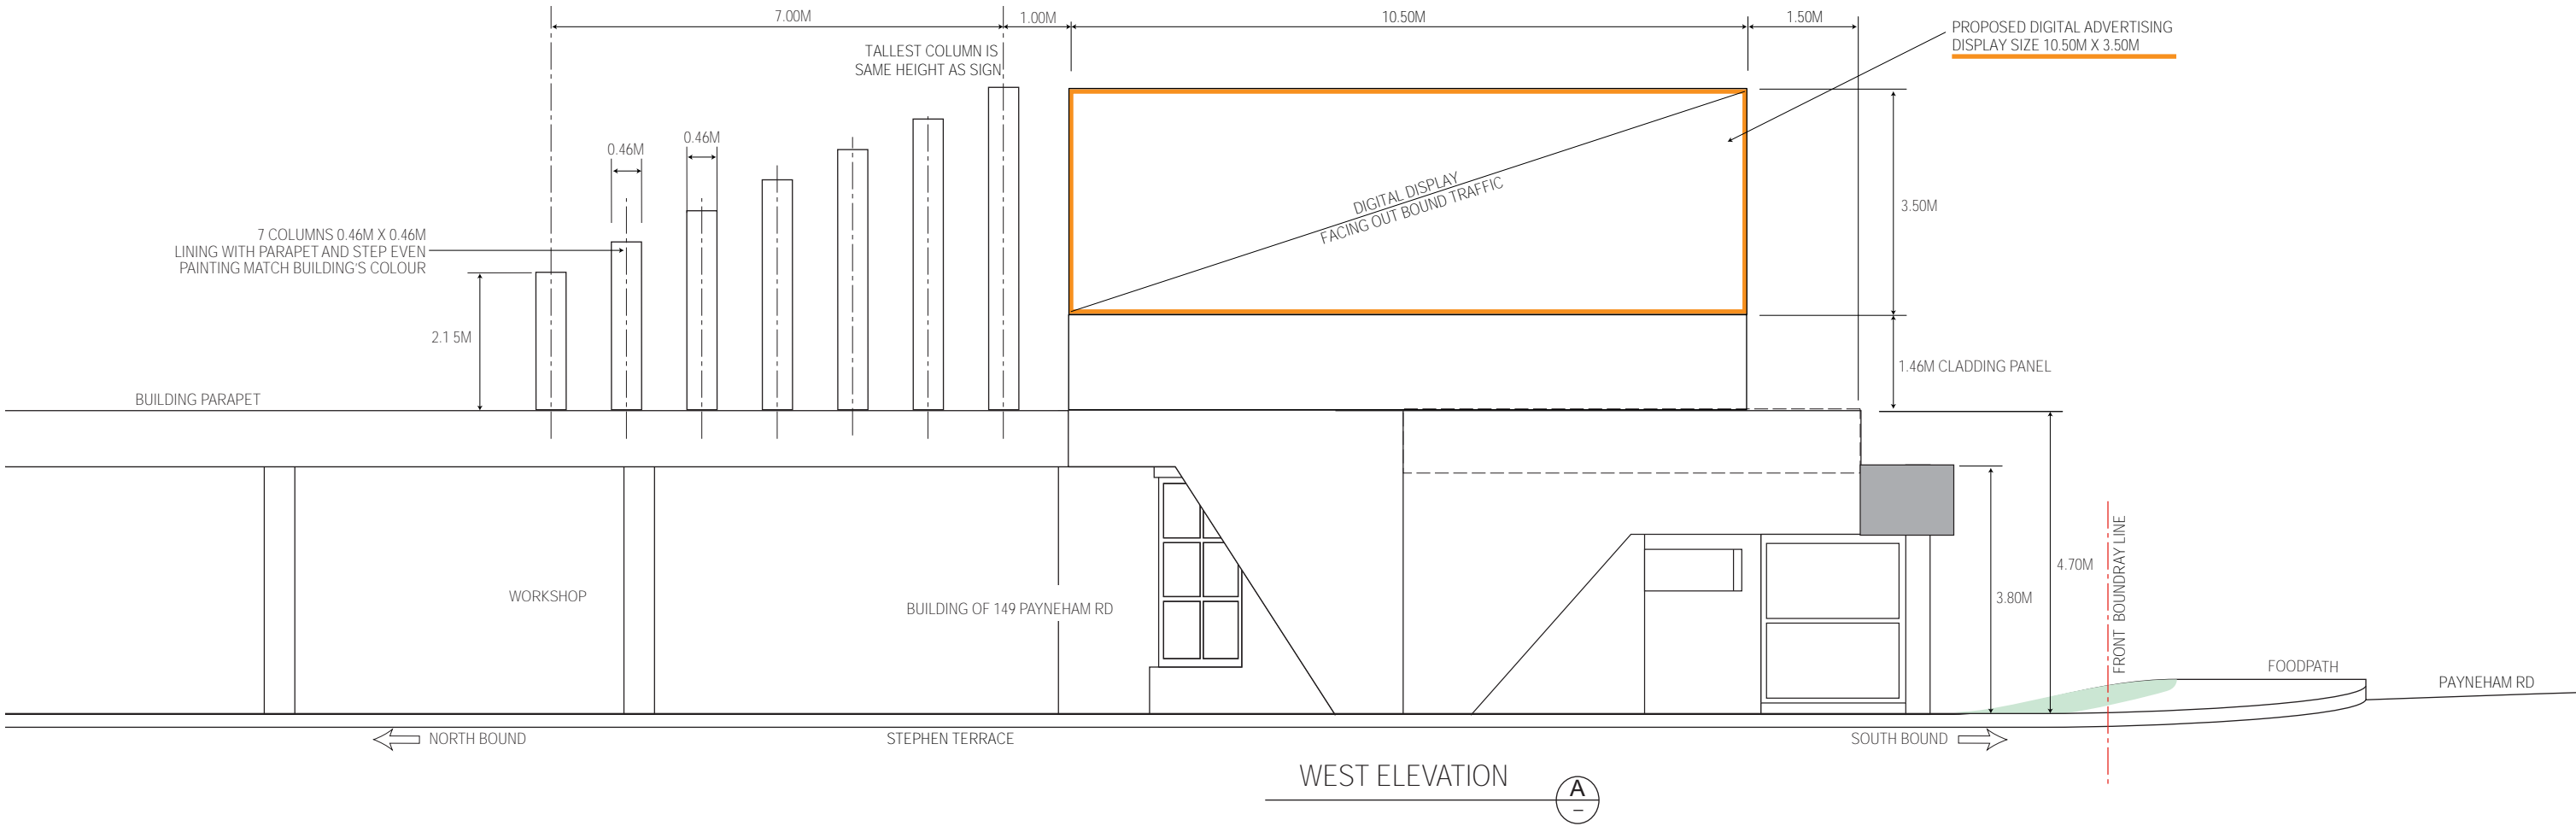 7.00M
1.00M
10.50M
1.50M
PROPOSED DIGITAL ADVERTISING
DISPLAY SIZE 10.50M X 3.50M
TALLEST COLUMN IS
SAME HEIGHT AS SIGN
0.46M
0.46M
DIGITAL DISPLAY
FACING OUT BOUND TRAFFIC
3.50M
7 COLUMNS 0.46M X 0.46M
LINING WITH PARAPET AND STEP EVEN
PAINTING MATCH BUILDING'S COLOUR
2.1 5M
1.46M CLADDING PANEL
BUILDING PARAPET
WORKSHOP
BUILDING OF 149 PAYNEHAM RD
3.80M
4.70M
FRONT BOUNDRAY LINE
FOODPATH
PAYNEHAM RD
NORTH BOUND
STEPHEN TERRACE
SOUTH BOUND
WEST ELEVATION
A
–